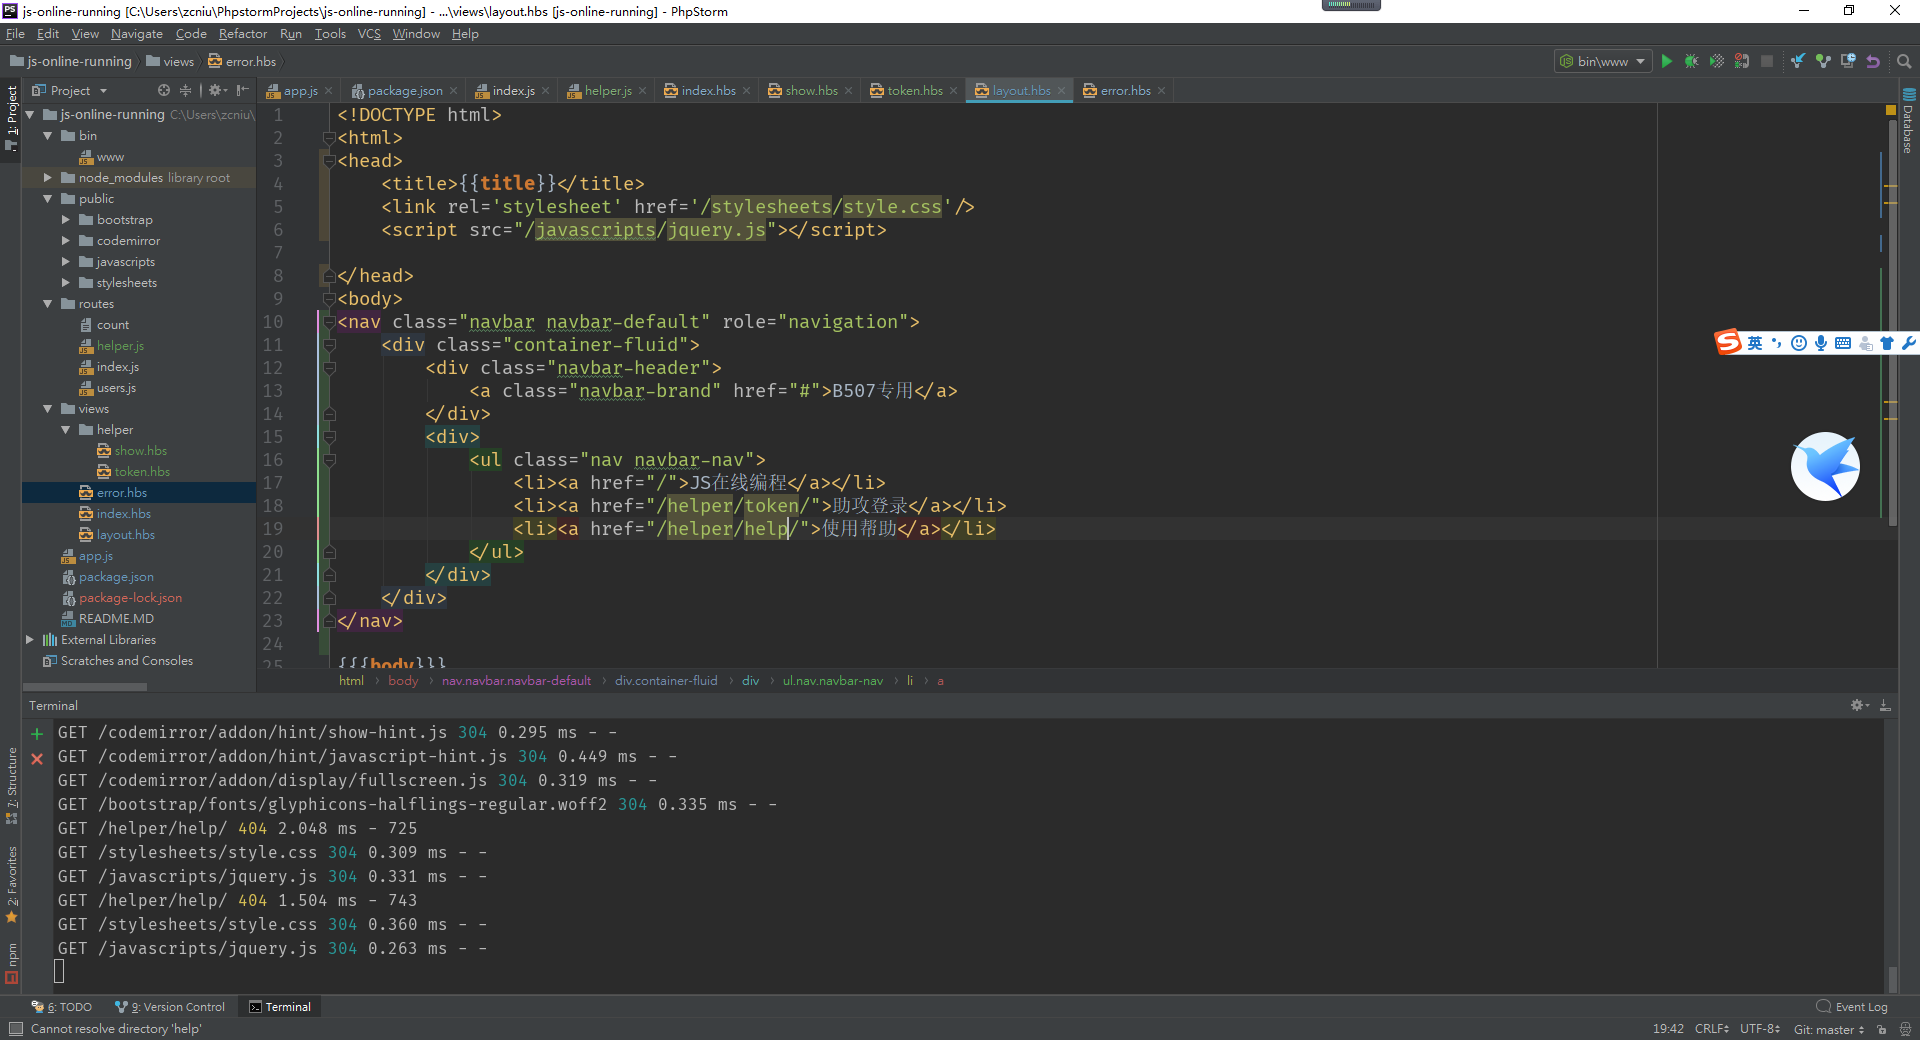 js-online-running [C:\Users\zcniu\PhpstormProjects\js-online-running] - ...\views\layout.hbs [js-online-running] - PhpStorm
File Edit View Navigate Code Refactor Run Tools VCS Window Help
js-online-running views error.hbs
bin\www
Project
app.js package.json index.js helper.js index.hbs show.hbs token.hbs layout.hbs error.hbs
1: Project
js-online-running C:\Users\zcniu\
bin
www
node_modules library root
public
bootstrap
codemirror
javascripts
stylesheets
routes
count
helper.js
index.js
users.js
views
helper
show.hbs
token.hbs
error.hbs
index.hbs
layout.hbs
app.js
package.json
package-lock.json
README.MD
External Libraries
Scratches and Consoles
1 <!DOCTYPE html>
2 <html>
3 <head>
4 <title>{{title}}</title>
5 <link rel='stylesheet' href='/stylesheets/style.css'/>
6 <script src="/javascripts/jquery.js"></script>
7
8 </head>
9 <body>
10 <nav class="navbar navbar-default" role="navigation">
11 <div class="container-fluid">
12 <div class="navbar-header">
13 <a class="navbar-brand" href="#">B507专用</a>
14 </div>
15 <div>
16 <ul class="nav navbar-nav">
17 <li><a href="/">JS在线编程</a></li>
18 <li><a href="/helper/token/">助攻登录</a></li>
19 <li><a href="/helper/help/">使用帮助</a></li>
20 </ul>
21 </div>
22 </div>
23 </nav>
24
25 {{{body}}}
Database
英
html body nav.navbar.navbar-default div.container-fluid div ul.nav.navbar-nav li a
Terminal
GET /codemirror/addon/hint/show-hint.js 304 0.295 ms - -
GET /codemirror/addon/hint/javascript-hint.js 304 0.449 ms - -
GET /codemirror/addon/display/fullscreen.js 304 0.319 ms - -
GET /bootstrap/fonts/glyphicons-halflings-regular.woff2 304 0.335 ms - -
GET /helper/help/ 404 2.048 ms - 725
GET /stylesheets/style.css 304 0.309 ms - -
GET /javascripts/jquery.js 304 0.331 ms - -
GET /helper/help/ 404 1.504 ms - 743
GET /stylesheets/style.css 304 0.360 ms - -
GET /javascripts/jquery.js 304 0.263 ms - -
7: Structure
2: Favorites
npm
6: TODO 9: Version Control Terminal Event Log
Cannot resolve directory 'help' 19:42 CRLF UTF-8 Git: master